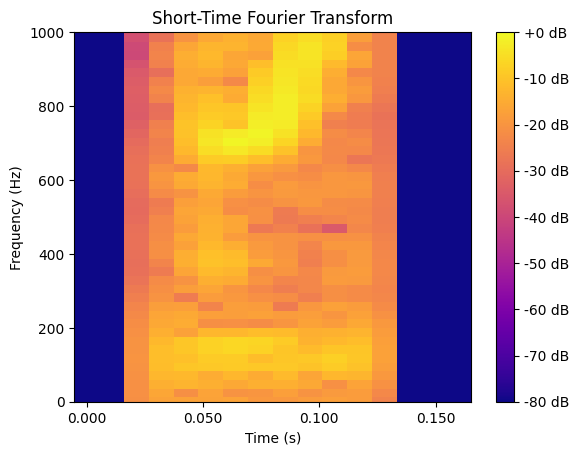 Short-Time Fourier Transform
1000
800
600
400
200
0
Frequency (Hz)
0.000
0.050
0.100
0.150
Time (s)
+0 dB
-10 dB
-20 dB
-30 dB
-40 dB
-50 dB
-60 dB
-70 dB
-80 dB